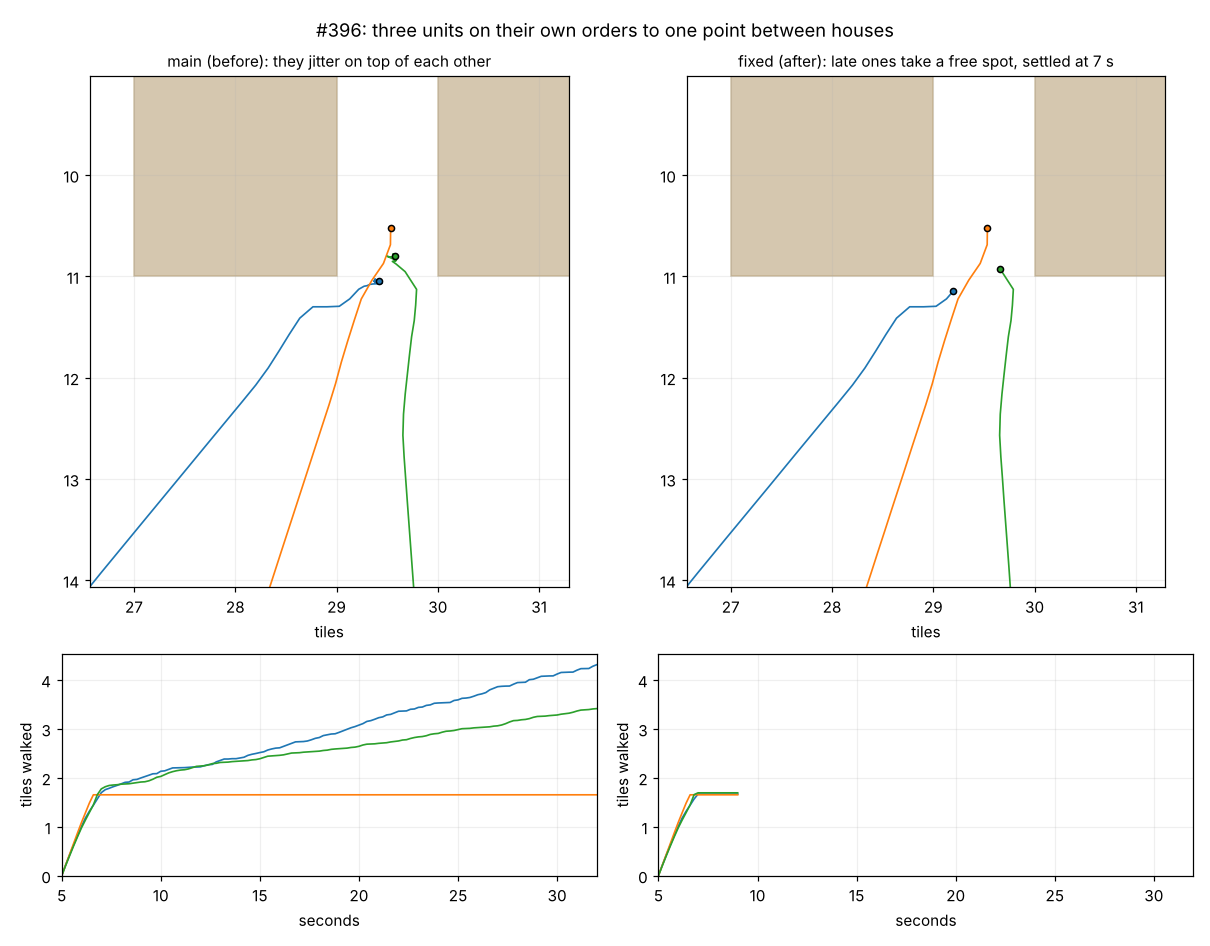 #396: three units on their own orders to one point between houses
main (before): they jitter on top of each other
10
11
12
13
14
27 28 29 30 31
tiles
fixed (after): late ones take a free spot, settled at 7 s
10
11
12
13
14
27 28 29 30 31
tiles
tiles walked
4
3
2
1
0
5 10 15 20 25 30
seconds
tiles walked
4
3
2
1
0
5 10 15 20 25 30
seconds